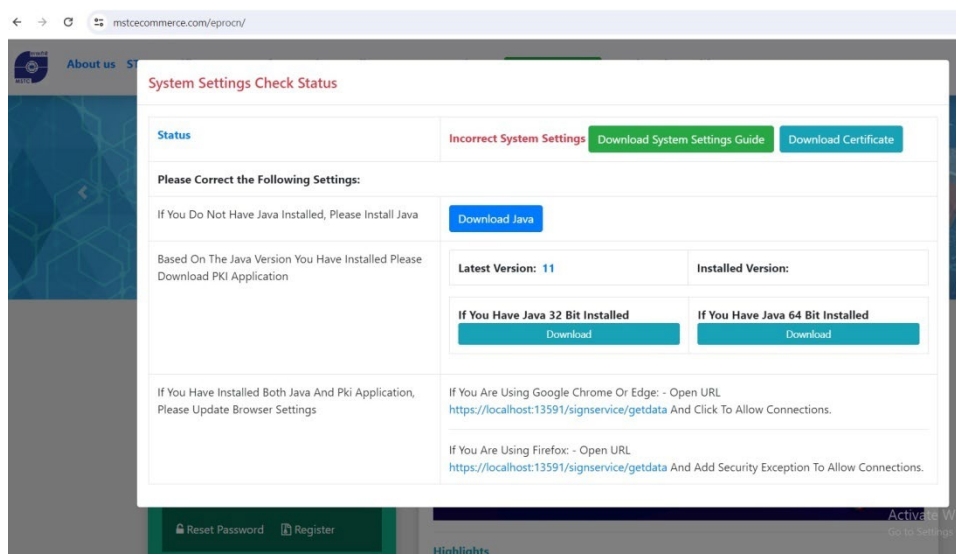 mstcecommerce.com/eprocn/
MSTC
About us
System Settings Check Status
Status
Incorrect System Settings
Download System Settings Guide
Download Certificate
Please Correct the Following Settings:
If You Do Not Have Java Installed, Please Install Java
Download Java
Based On The Java Version You Have Installed Please
Download PKI Application
Latest Version: 11
Installed Version:
If You Have Java 32 Bit Installed
Download
If You Have Java 64 Bit Installed
Download
If You Have Installed Both Java And Pki Application,
Please Update Browser Settings
If You Are Using Google Chrome Or Edge: - Open URL
https://localhost:13591/signservice/getdata And Click To Allow Connections.
If You Are Using Firefox: - Open URL
https://localhost:13591/signservice/getdata And Add Security Exception To Allow Connections.
Reset Password
Register
Highlights
Activate W
Go to Settings